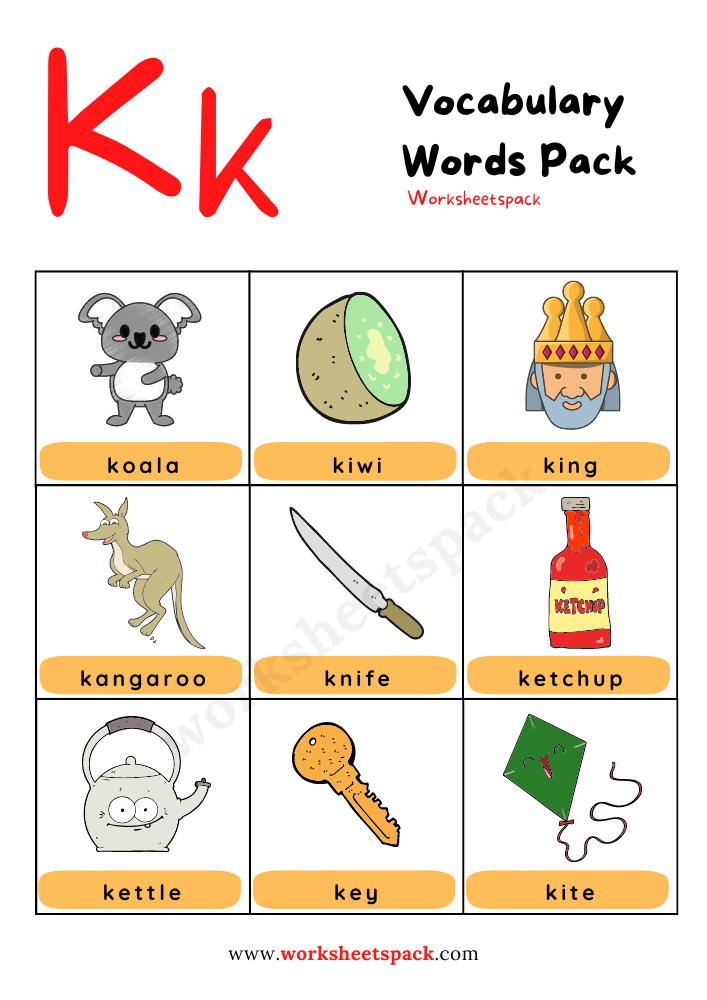 Kk
Vocabulary
Words Pack
Worksheetspack
koala
kiwi
king
kangaroo
knife
KETCHUP
ketchup
kettle
key
kite
worksheetspack
www.worksheetspack.com